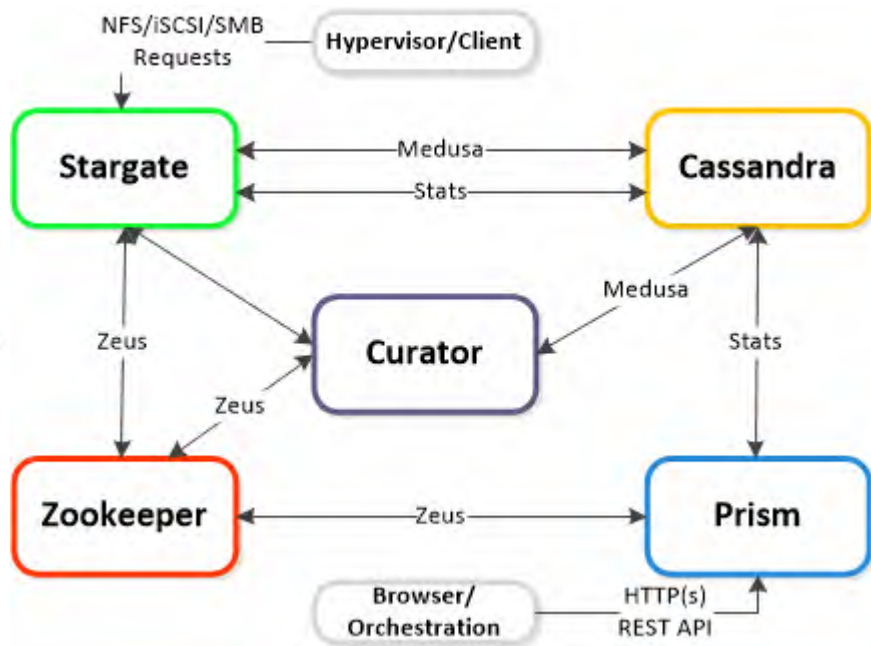 NFS/iSCSI/SMB
Requests
Hypervisor/Client
Stargate
Medusa
Stats
Cassandra
Curator
Medusa
Zeus
Stats
Zeus
Zookeeper
Zeus
Prism
Browser/
Orchestration
HTTP(s)
REST API